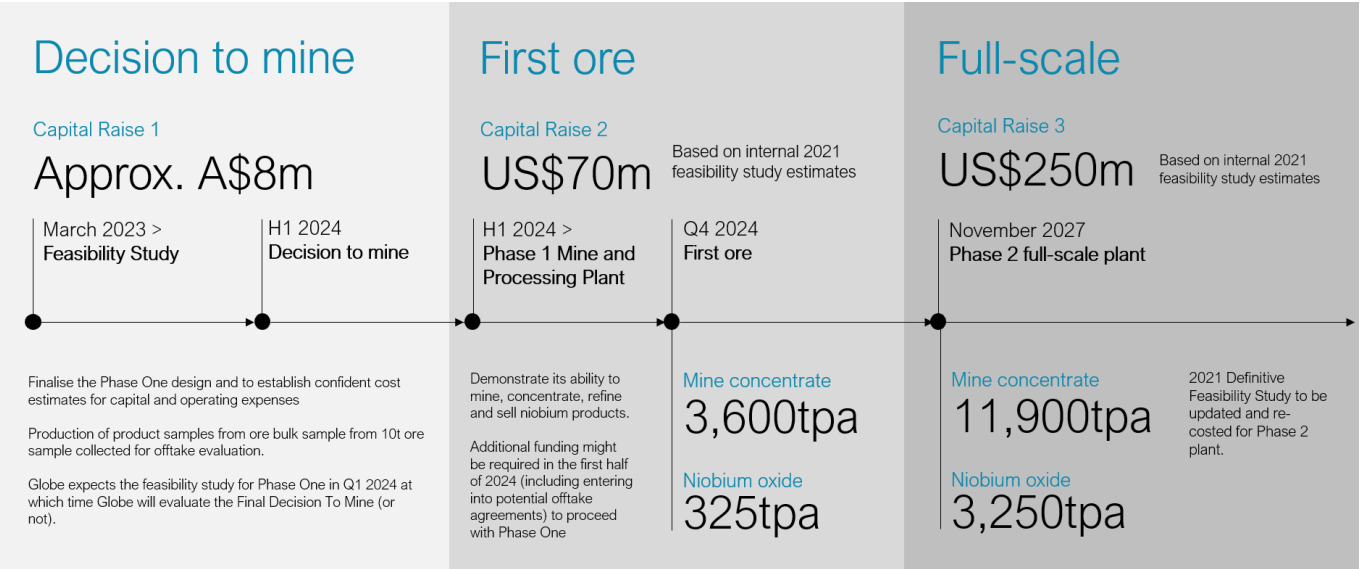 Decision to mine
Capital Raise 1
Approx. A$8m
March 2023 >
Feasibility Study
H1 2024
Decision to mine
Finalise the Phase One design and to establish confident cost
estimates for capital and operating expenses
Production of product samples from ore bulk sample from 10t ore
sample collected for offtake evaluation.
Globe expects the feasibility study for Phase One in Q1 2024 at
which time Globe will evaluate the Final Decision To Mine (or
not).
First ore
Capital Raise 2
US$70m
Based on internal 2021
feasibility study estimates
H1 2024 >
Phase 1 Mine and
Processing Plant
Q4 2024
First ore
Demonstrate its ability to
mine, concentrate, refine
and sell niobium products.
Additional funding might
be required in the first half
of 2024 (including entering
into potential offtake
agreements) to proceed
with Phase One
Mine concentrate
3,600tpa
Niobium oxide
325tpa
Full-scale
Capital Raise 3
US$250m
Based on internal 2021
feasibility study estimates
November 2027
Phase 2 full-scale plant
Mine concentrate
11,900tpa
Niobium oxide
3,250tpa
2021 Definitive
Feasibility Study to be
updated and re-
costed for Phase 2
plant.